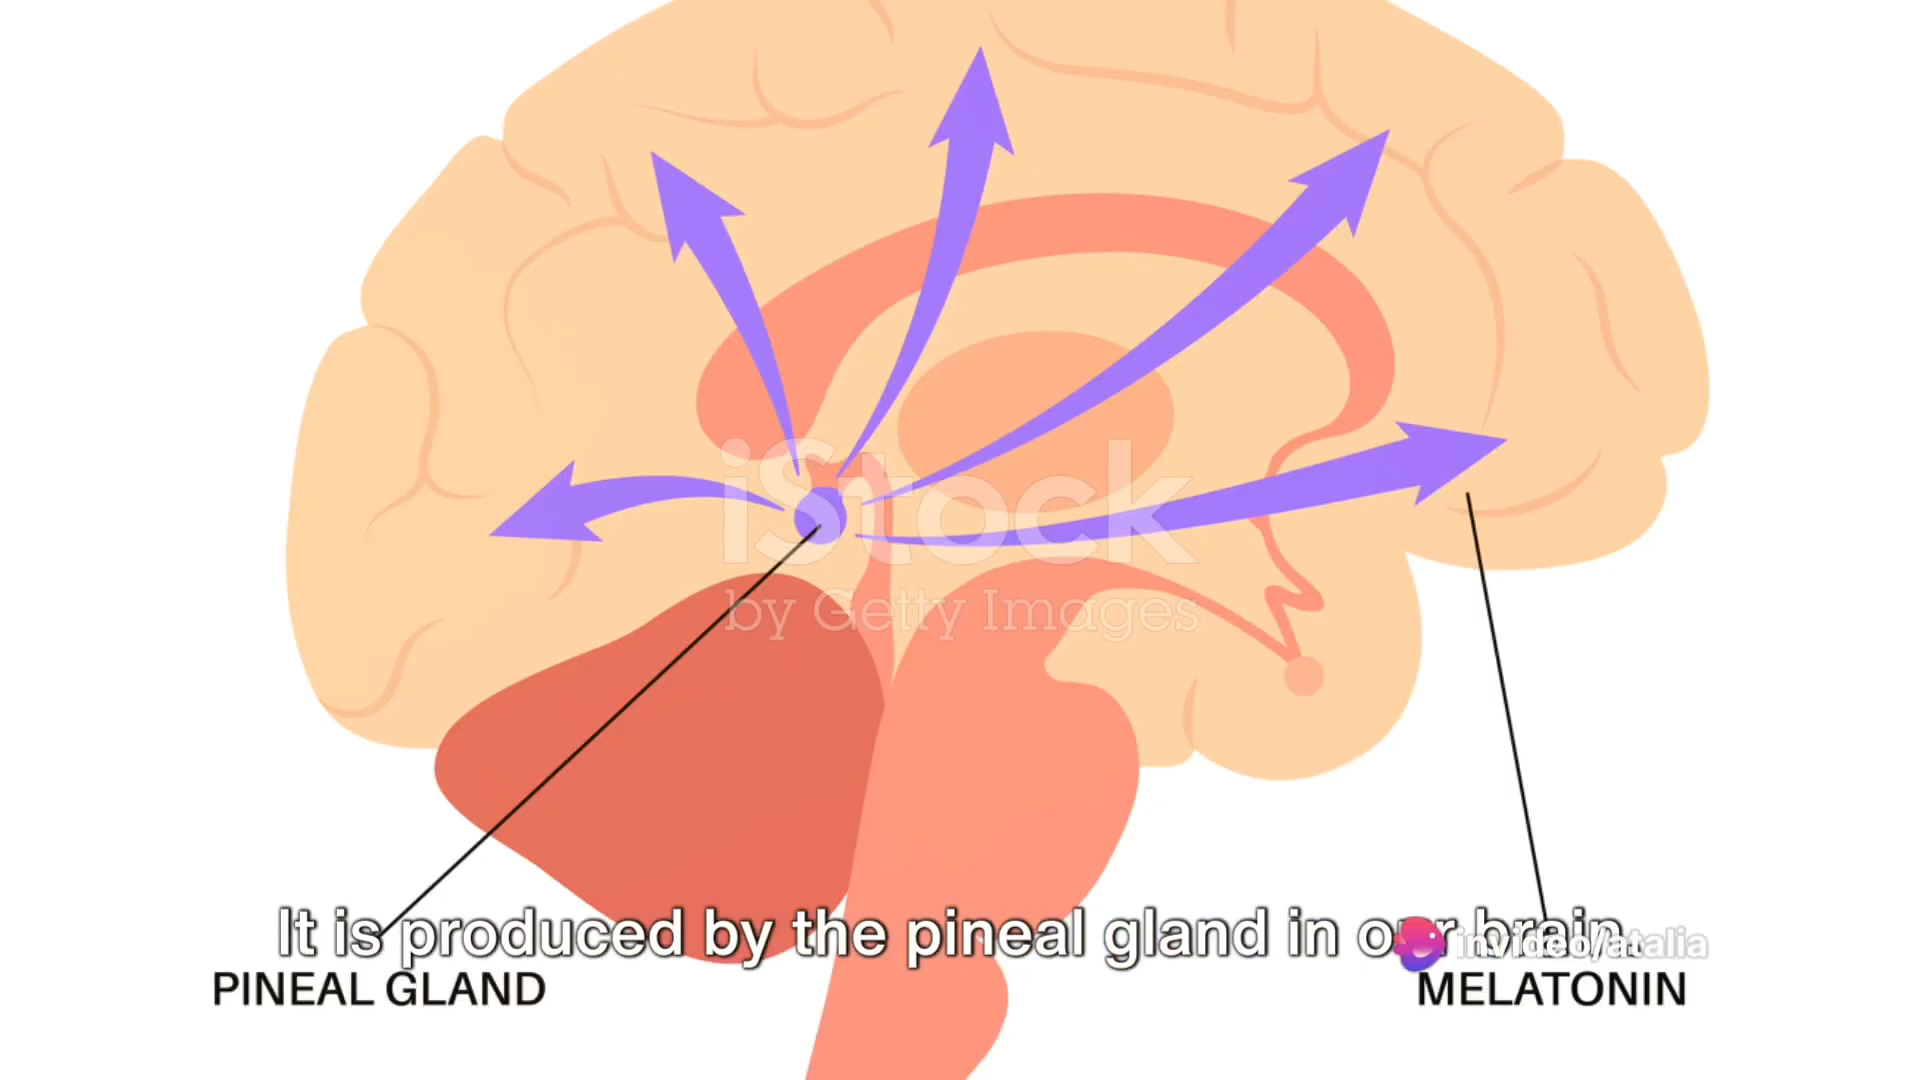 iStock
by Getty Images
It is produced by the pineal gland in our brain.
invideo/atalia
PINEAL GLAND
MELATONIN